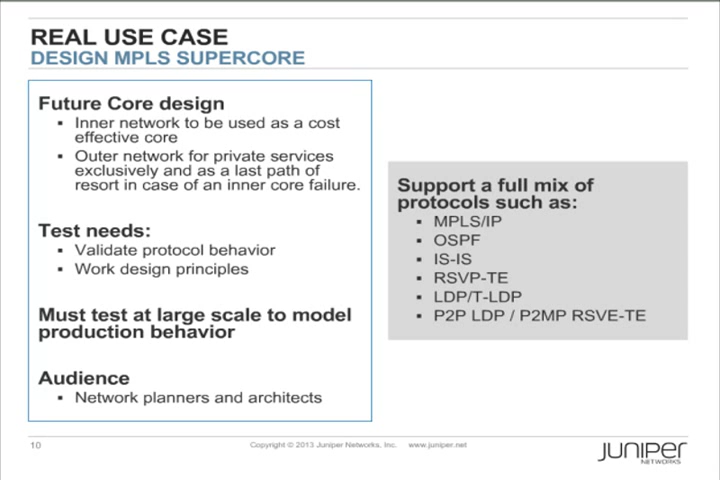 REAL USE CASE
DESIGN MPLS SUPERCORE
Future Core design
▪ Inner network to be used as a cost
effective core
▪ Outer network for private services
exclusively and as a last path of
resort in case of an inner core failure.
Test needs:
▪ Validate protocol behavior
▪ Work design principles
Must test at large scale to model
production behavior
Audience
▪ Network planners and architects
Support a full mix of
protocols such as:
▪ MPLS/IP
▪ OSPF
▪ IS-IS
▪ RSVP-TE
▪ LDP/T-LDP
▪ P2P LDP / P2MP RSVE-TE
10
Copyright © 2013 Juniper Networks, Inc. www.juniper.net
JUNIPER
NETWORKS